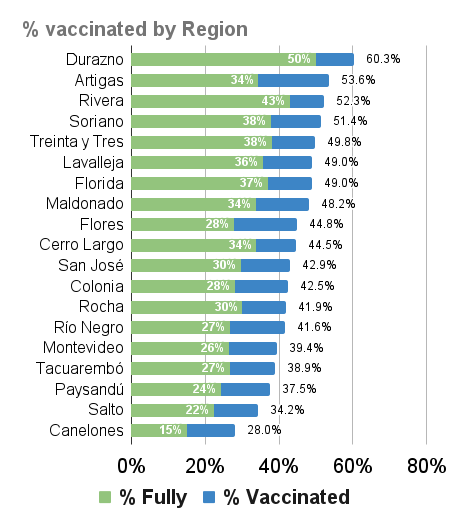 % vaccinated by Region
Durazno 50% 60.3%
Artigas 34% 53.6%
Rivera 43% 52.3%
Soriano 38% 51.4%
Treinta y Tres 38% 49.8%
Lavalleja 36% 49.0%
Florida 37% 49.0%
Maldonado 34% 48.2%
Flores 28% 44.8%
Cerro Largo 34% 44.5%
San José 30% 42.9%
Colonia 28% 42.5%
Rocha 30% 41.9%
Río Negro 27% 41.6%
Montevideo 26% 39.4%
Tacuarembó 27% 38.9%
Paysandú 24% 37.5%
Salto 22% 34.2%
Canelones 15% 28.0%
0% 20% 40% 60% 80%
% Fully % Vaccinated